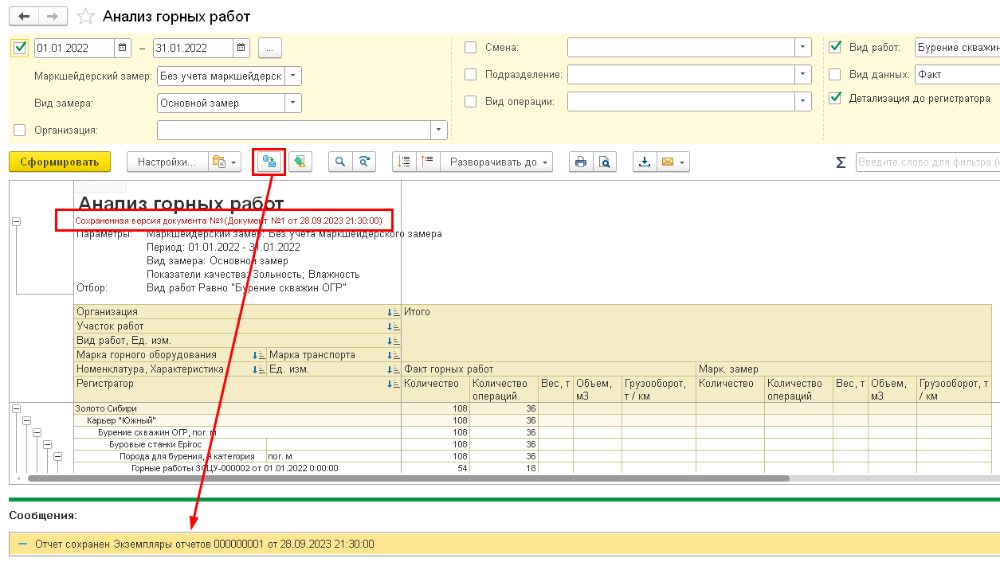 Анализ горных работ
01.01.2022 – 31.01.2022 ...
Маркшейдерский замер: Без учета маркшейдерск
Вид замера: Основной замер
Организация:
Смена:
Подразделение:
Вид операции:
Вид работ: Бурение скважин
Вид данных: Факт
Детализация до регистратора
Сформировать Настройки... Разворачивать до Σ Введите слово для фильтра (
Анализ горных работ
Сохраненная версия документа №1(Документ №1 от 28.09.2023 21:30:00)
Параметры: Маркшейдерский замер: Без учета маркшейдерского замера
Период: 01.01.2022 - 31.01.2022
Вид замера: Основной замер
Показатели качества: Зольность; Влажность
Отбор: Вид работ Равно "Бурение скважин ОГР"
Организация Итого
Участок работ
Вид работ, Ед. изм.
Марка горного оборудования Марка транспорта
Номенклатура, Характеристика Ед. изм. Факт горных работ Марк. замер
Регистратор Количество Количество операций Вес, т Объем, м3 Грузооборот, т / км Количество Количество операций Вес, т Объем, м3 Грузооборот, т / км
Золото Сибири 108 36
Карьер "Южный" 108 36
Бурение скважин ОГР, пог. м 108 36
Буровые станки Epiroc 108 36
Порода для бурения, 9 категория пог. м 108 36
Горные работы ЗСЦУ-000002 от 01.01.2022 0:00:00 54 18
Сообщения:
Отчет сохранен Экземпляры отчетов 000000001 от 28.09.2023 21:30:00